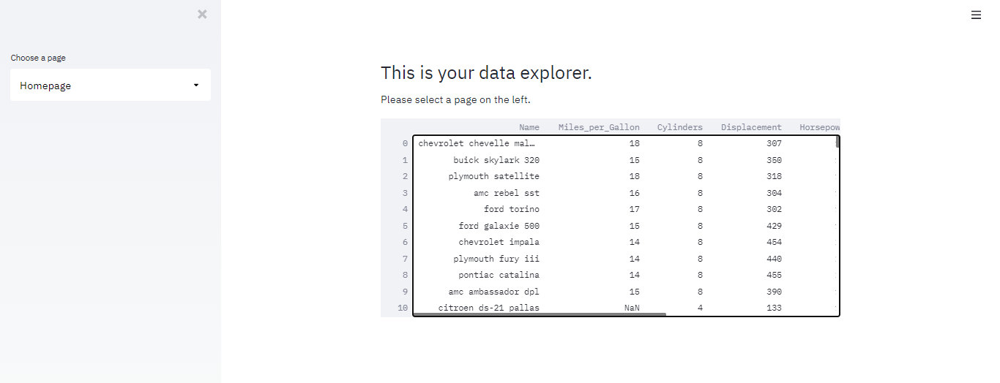 Choose a page
Homepage
This is your data explorer.
Please select a page on the left.
Name Miles_per_Gallon Cylinders Displacement Horsepow
0 chevrolet chevelle mal… 18 8 307
1 buick skylark 320 15 8 350
2 plymouth satellite 18 8 318
3 amc rebel sst 16 8 304
4 ford torino 17 8 302
5 ford galaxie 500 15 8 429
6 chevrolet impala 14 8 454
7 plymouth fury iii 14 8 440
8 pontiac catalina 14 8 455
9 amc ambassador dpl 15 8 390
10 citroen ds-21 pallas NaN 4 133